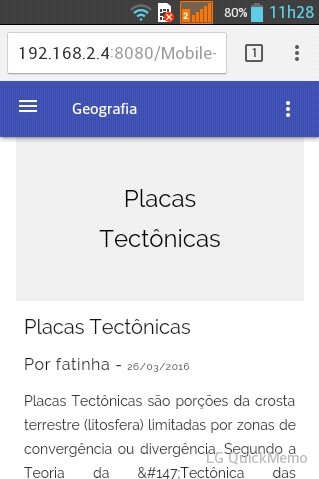 2 80% 11h28
192.168.2.4:8080/Mobile- 1
Geografia
Placas
Tectônicas
Placas Tectônicas
Por fatinha - 26/03/2016
Placas Tectônicas são porções da crosta
terrestre (litosfera) limitadas por zonas de
convergência ou divergência. Segundo a
LG QuickMemo
Teoria da &#147;Tectônica das